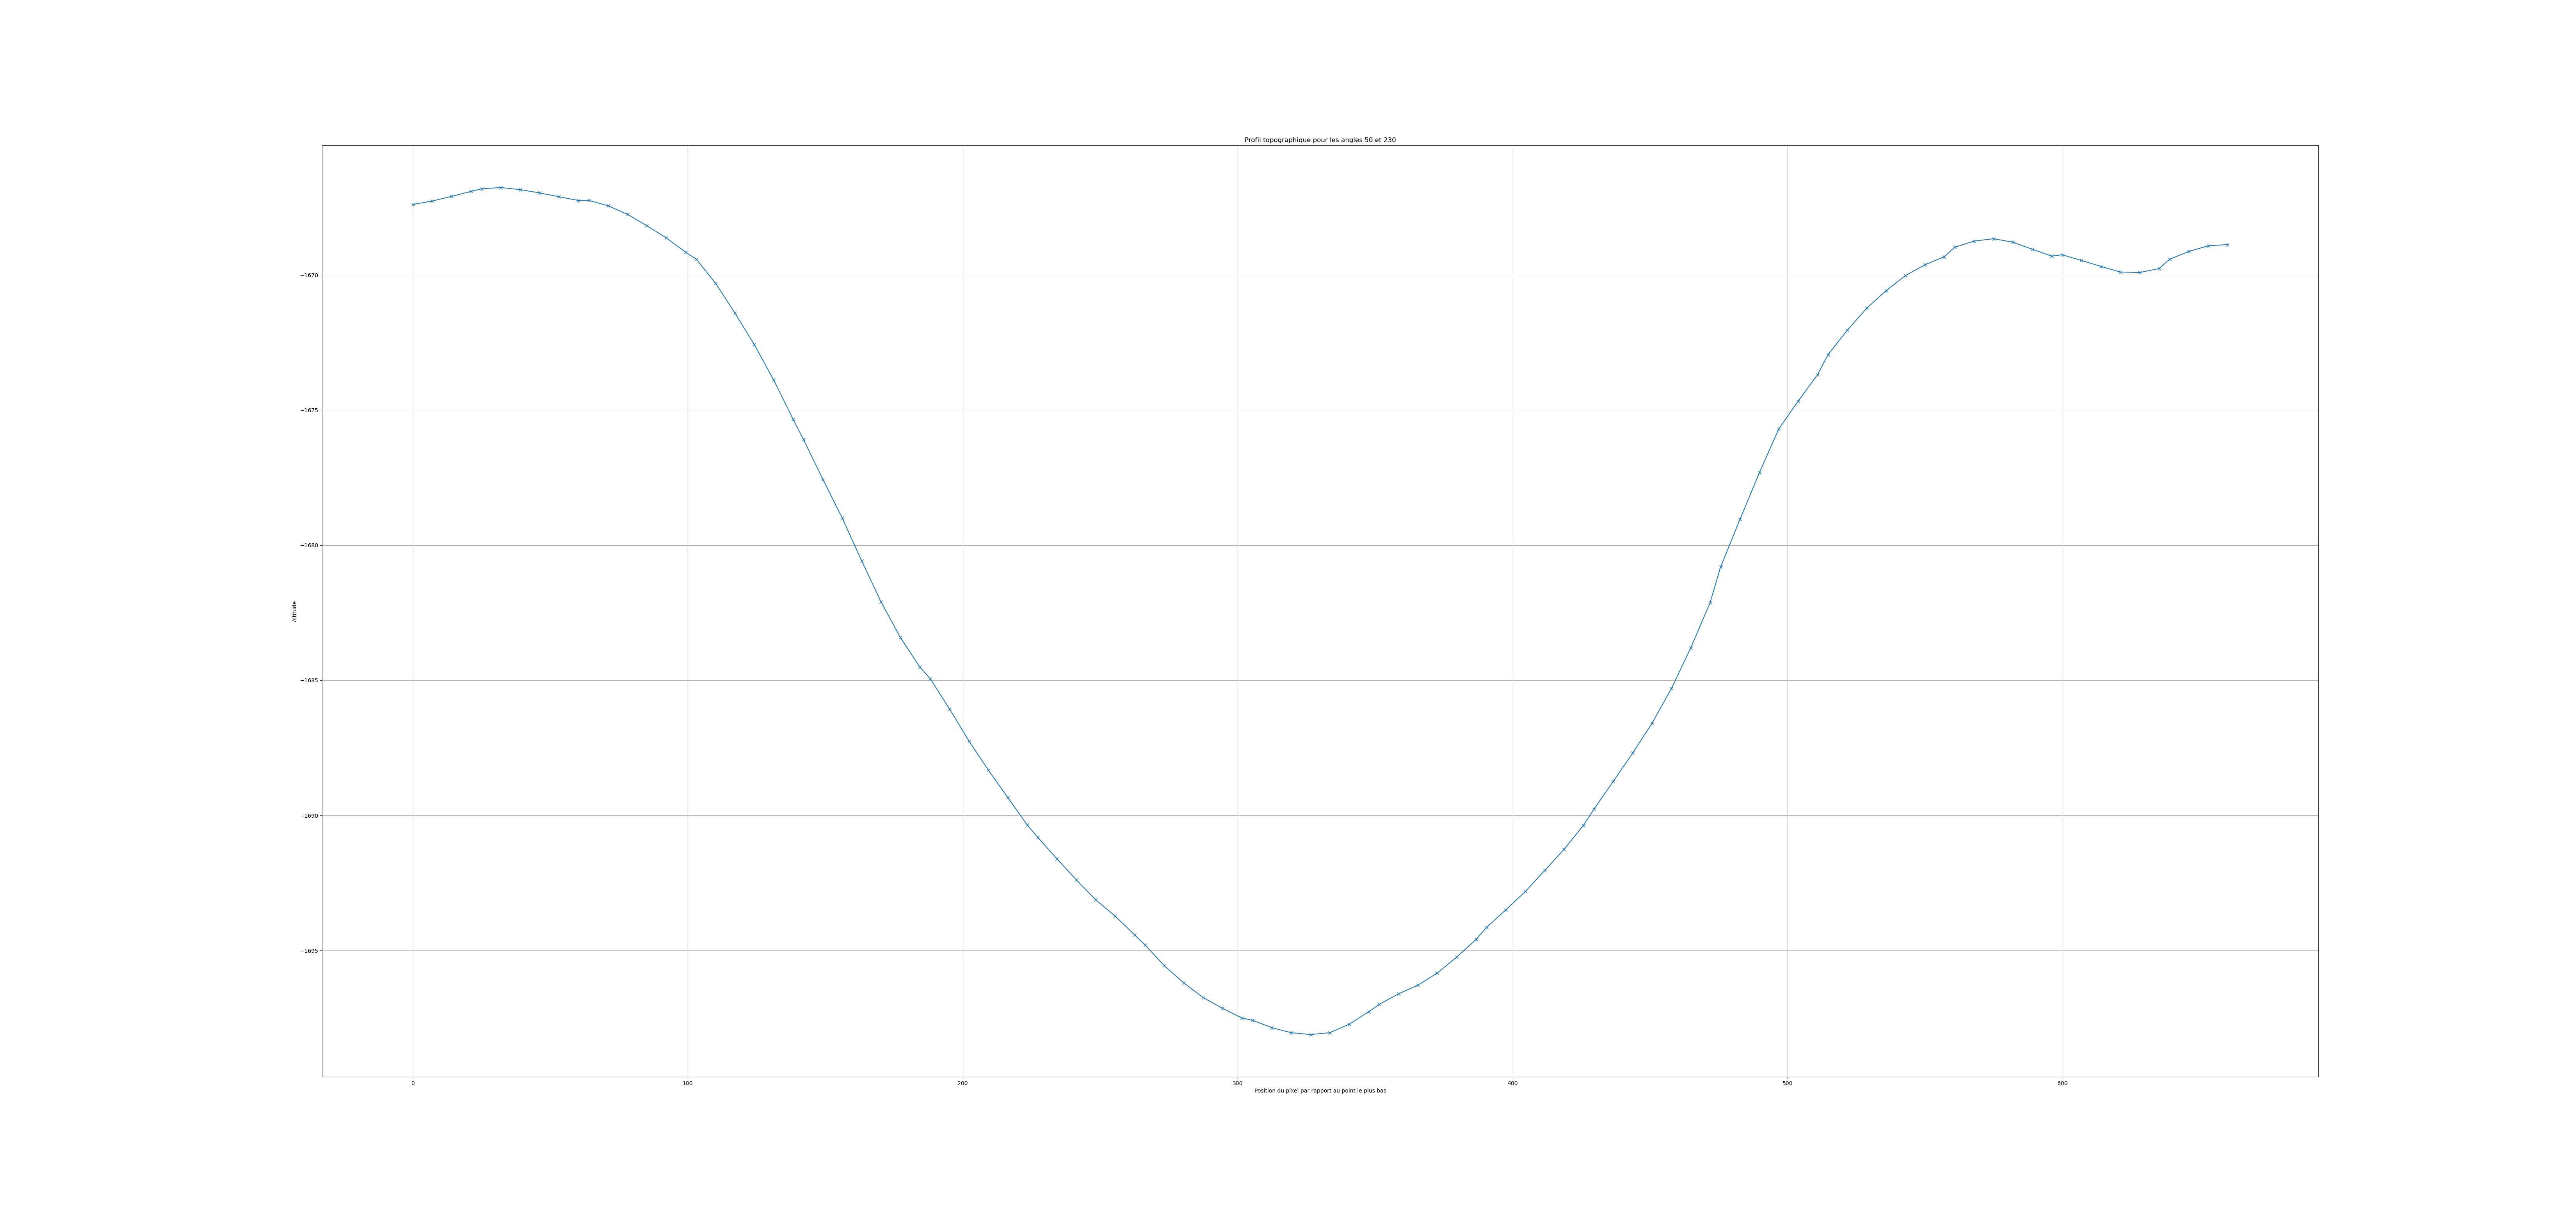 Profil topographique pour les angles 50 et 230
−1670
−1675
−1680
Altitude
−1685
−1690
−1695
0 100 200 300 400 500 600
Position du pixel par rapport au point le plus bas